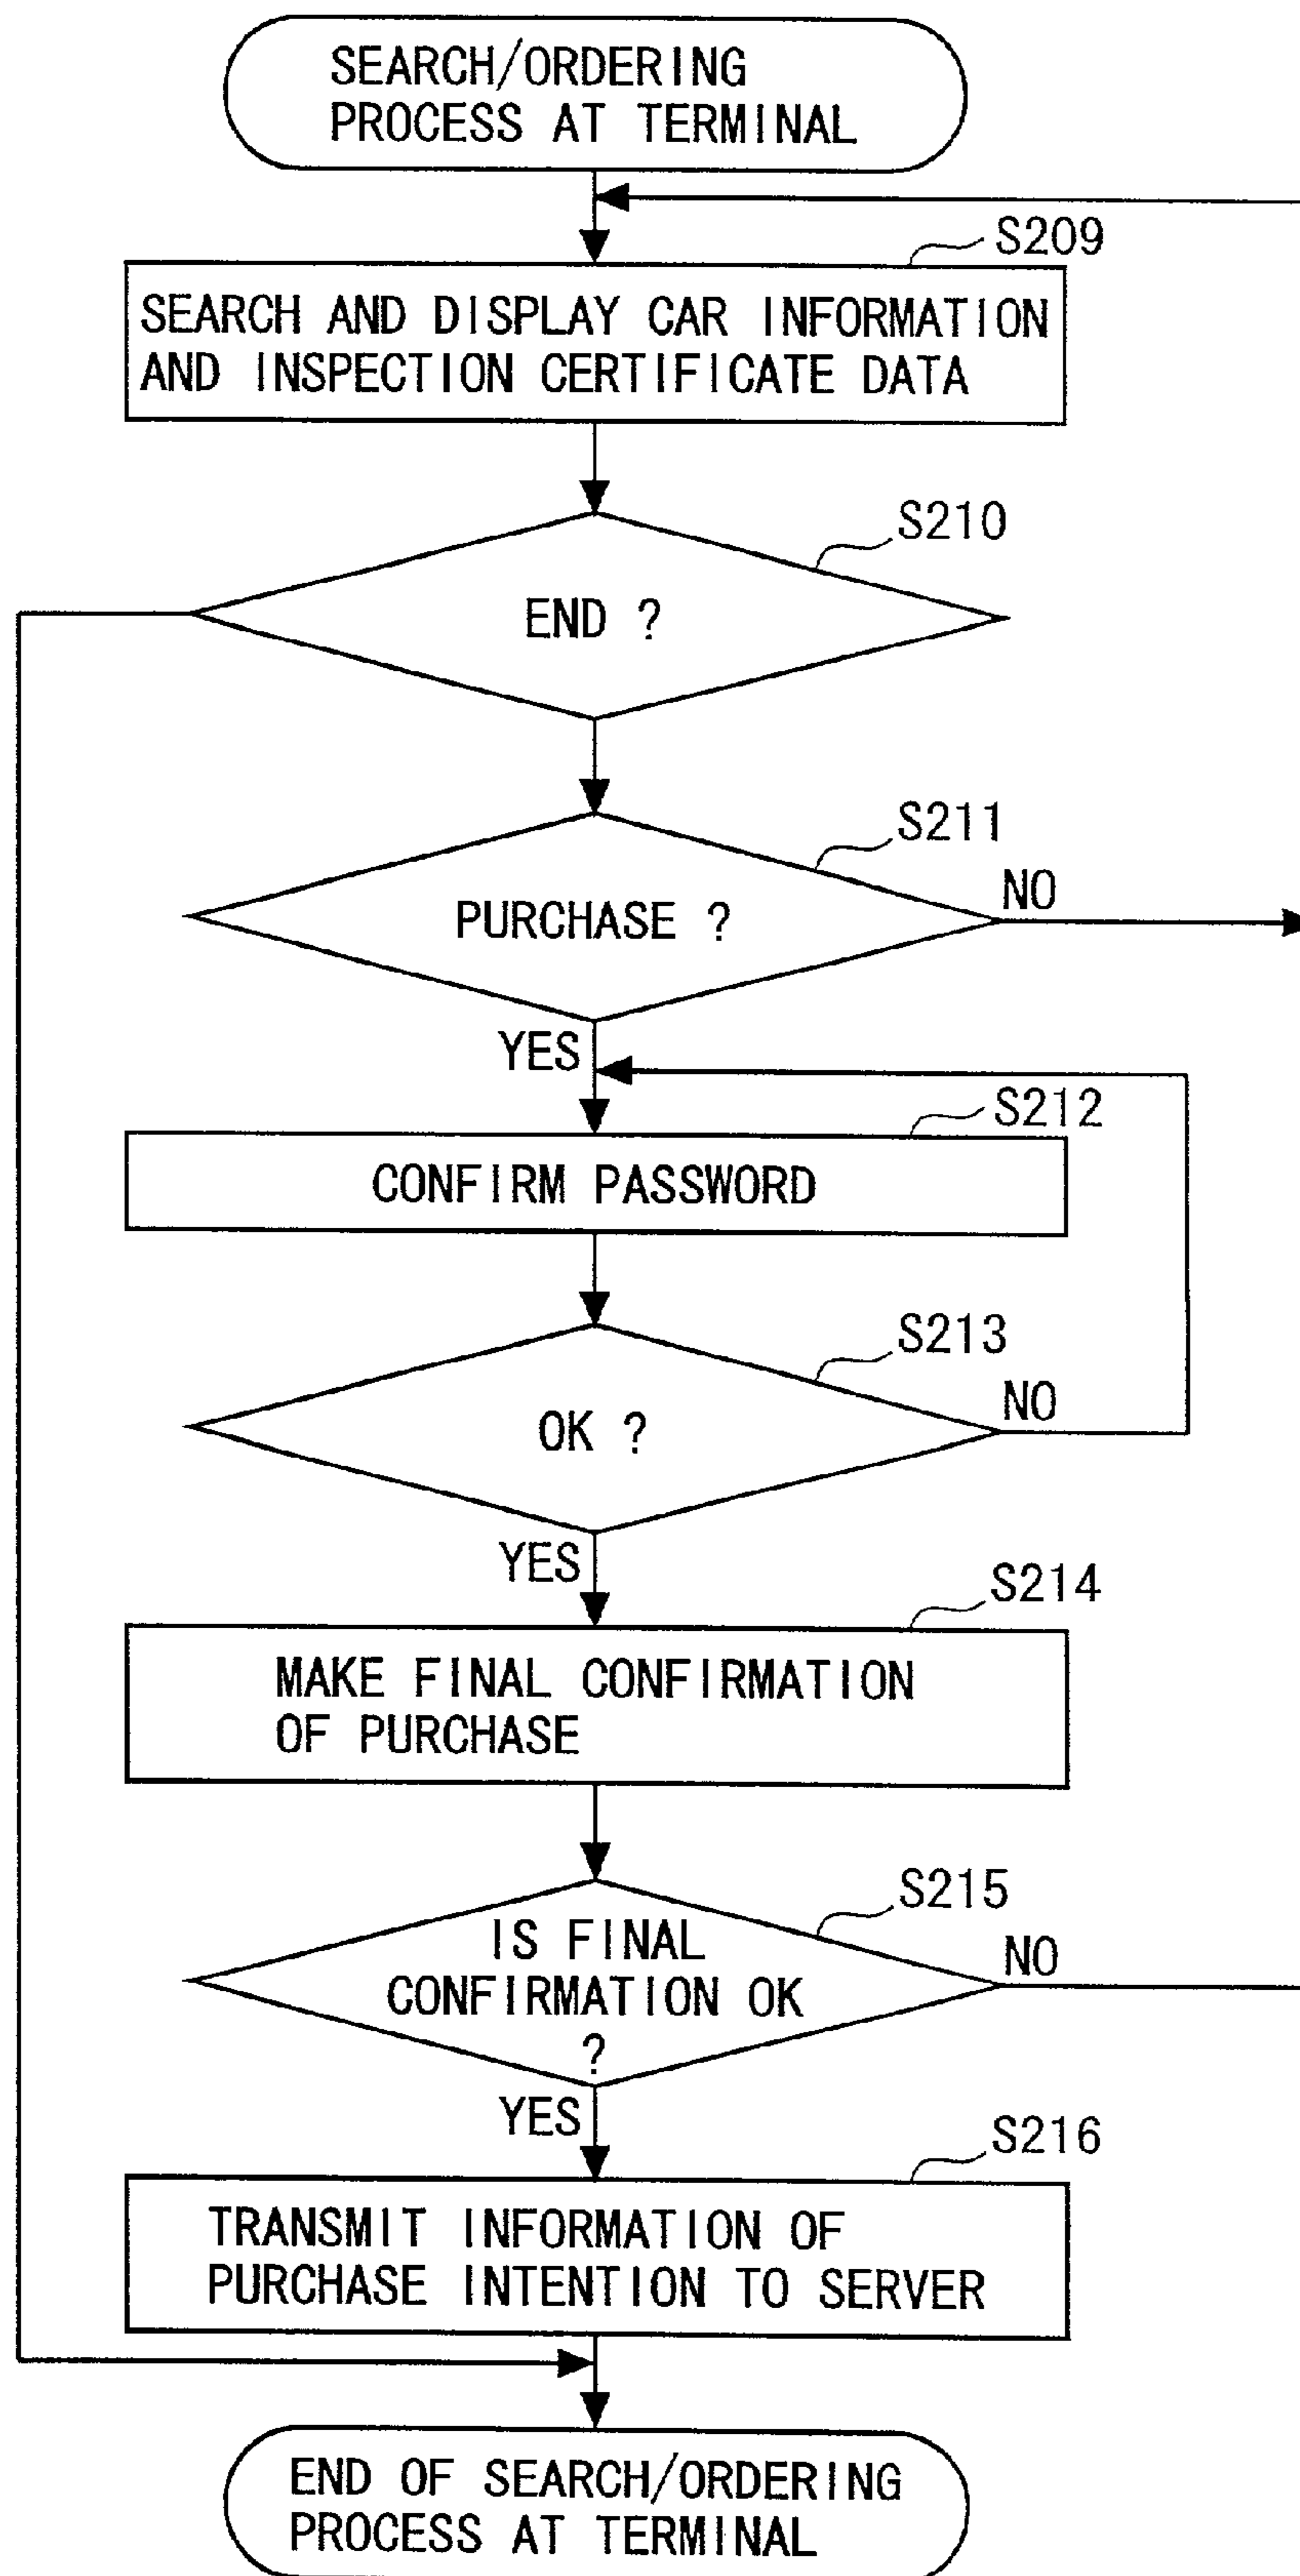 SEARCH/ORDERING
PROCESS AT TERMINAL
S209
SEARCH AND DISPLAY CAR INFORMATION
AND INSPECTION CERTIFICATE DATA
S210
END ?
S211
PURCHASE ?
NO
YES
S212
CONFIRM PASSWORD
S213
OK ?
NO
YES
S214
MAKE FINAL CONFIRMATION
OF PURCHASE
S215
IS FINAL
CONFIRMATION OK
?
NO
YES
S216
TRANSMIT INFORMATION OF
PURCHASE INTENTION TO SERVER
END OF SEARCH/ORDERING
PROCESS AT TERMINAL